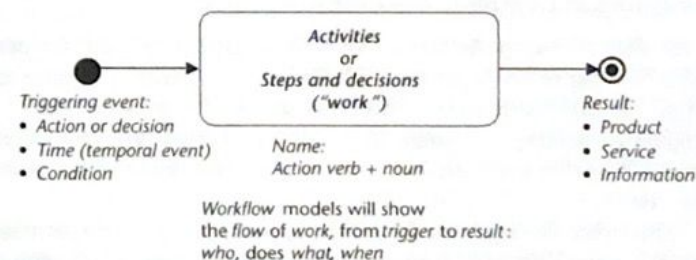 Activities
or
Steps and decisions
("work")
Triggering event:
• Action or decision
• Time (temporal event)
• Condition
Name:
Action verb + noun
Result:
• Product
• Service
• Information
Workflow models will show
the flow of work, from trigger to result:
who, does what, when